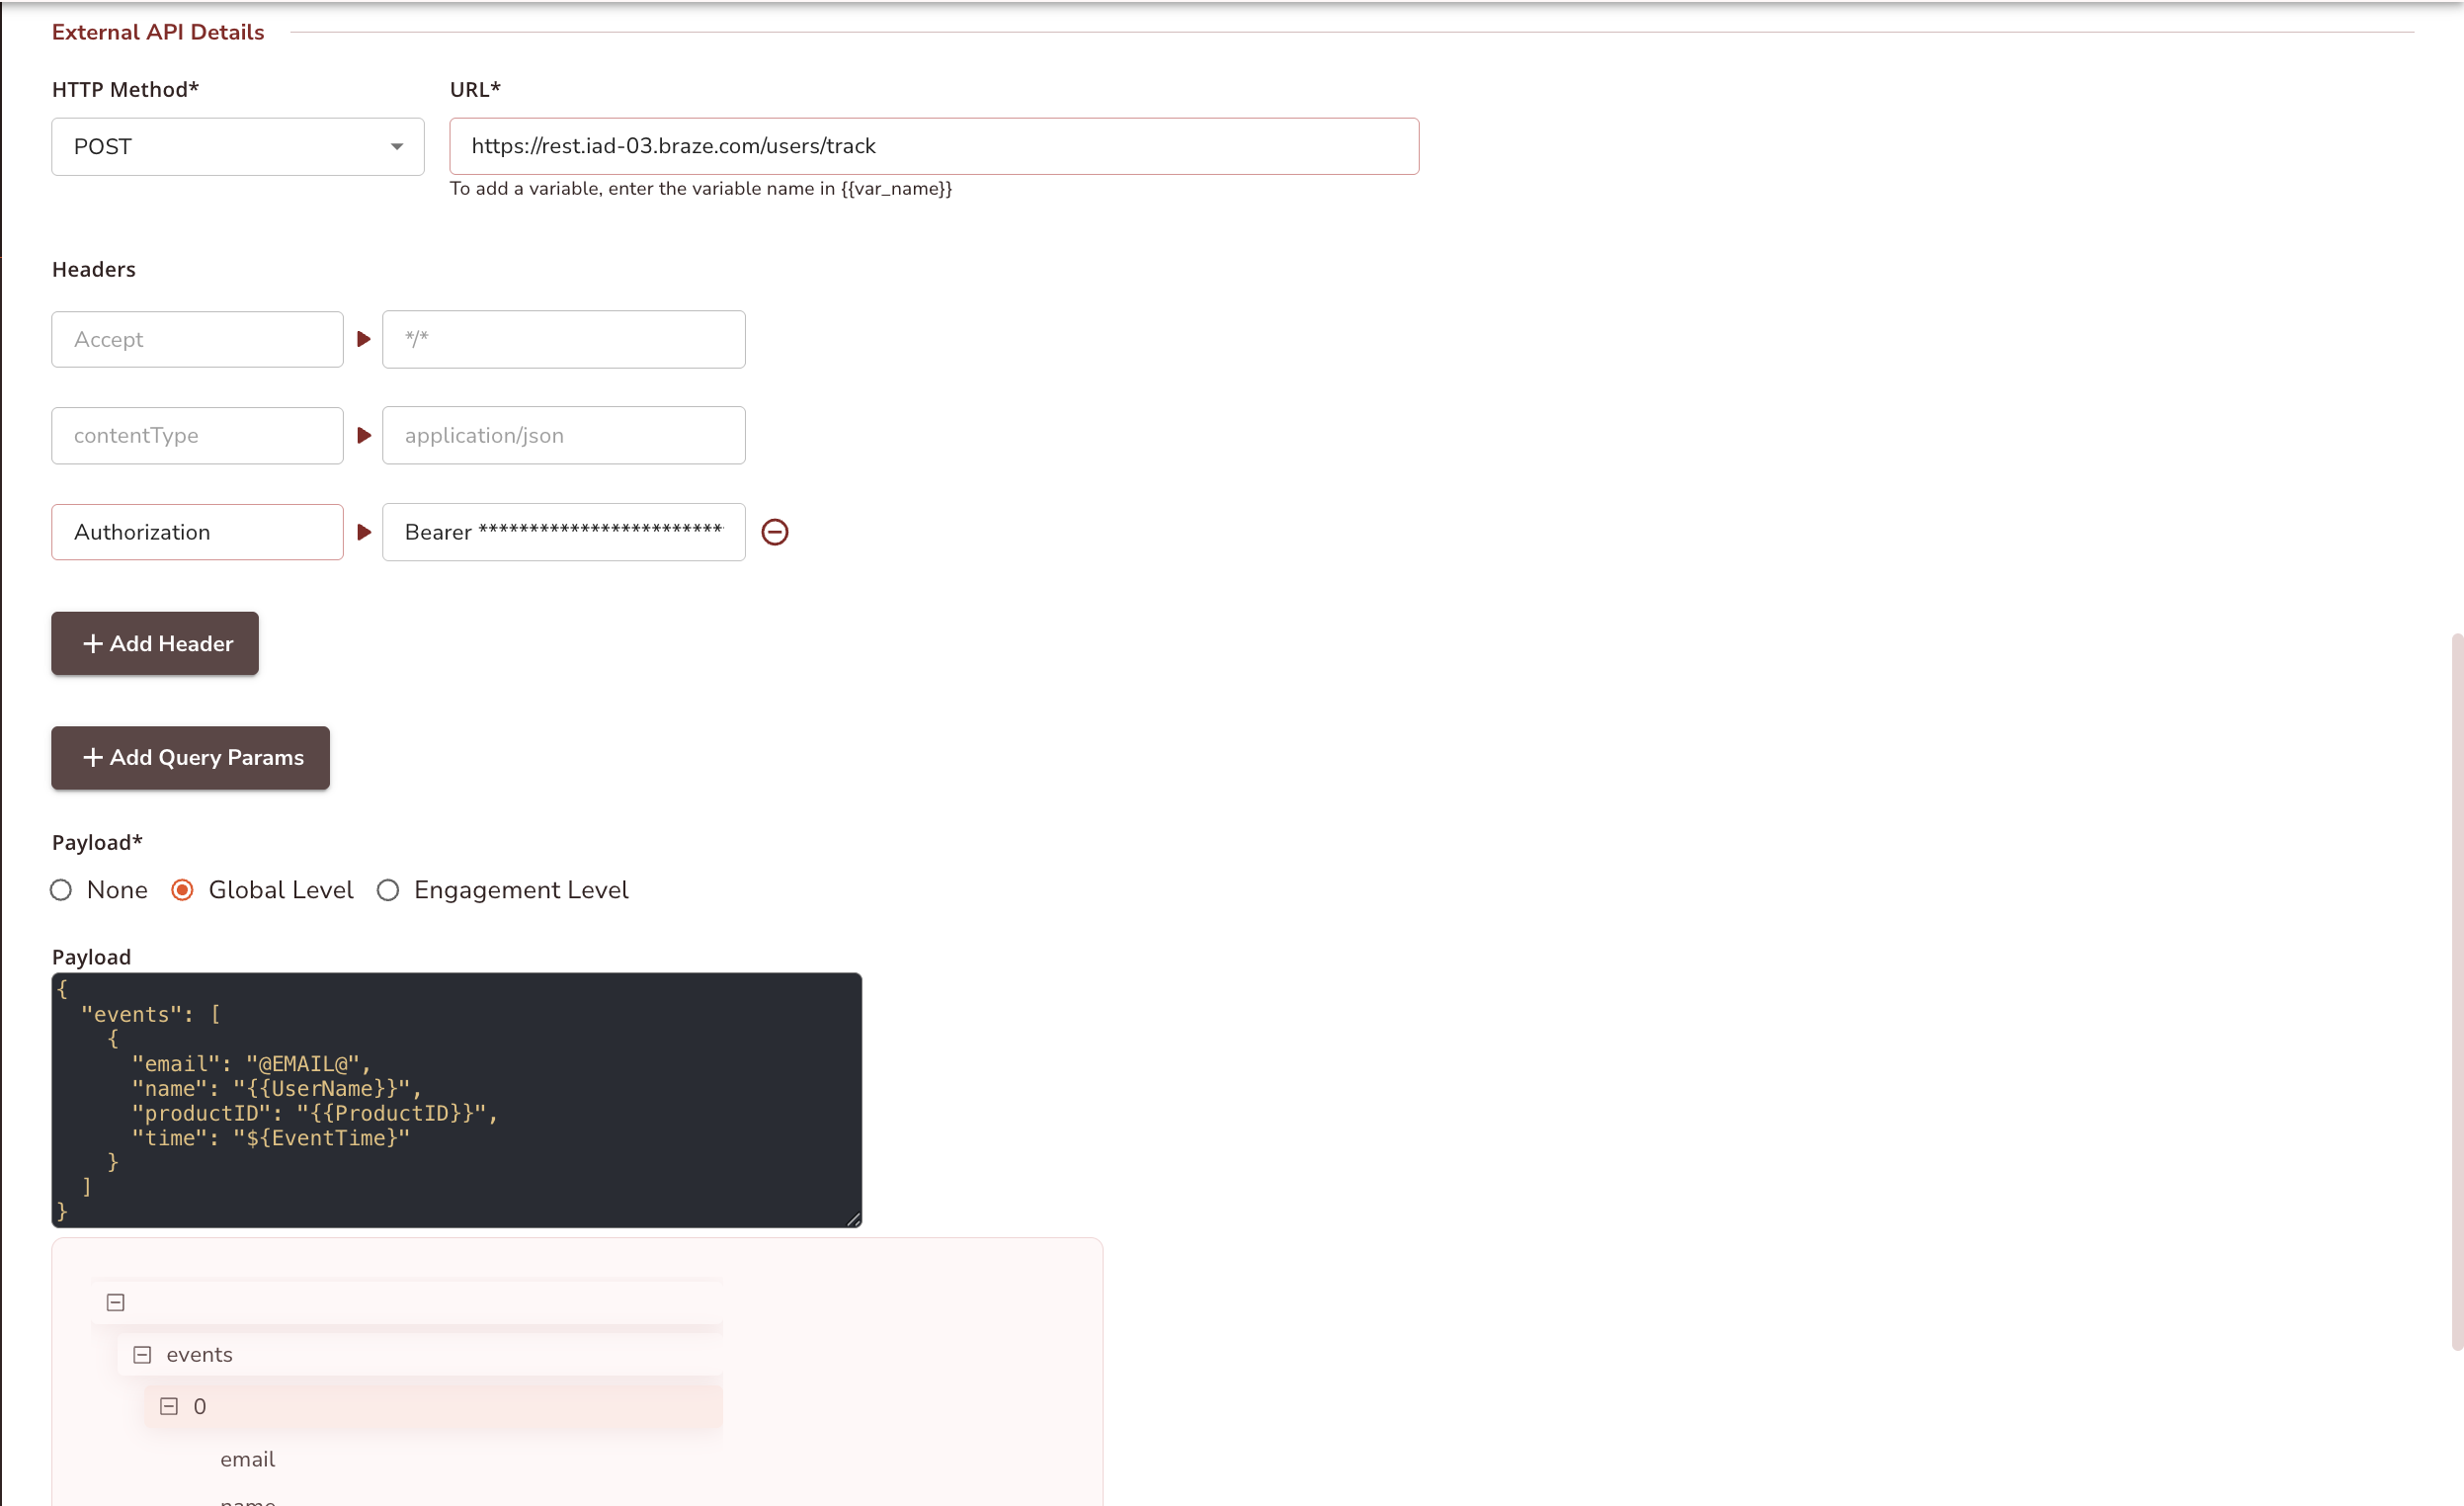 External API Details
HTTP Method*
URL*
POST
https://rest.iad-03.braze.com/users/track
To add a variable, enter the variable name in {{var_name}}
Headers
Accept
*/*
contentType
application/json
Authorization
Bearer ************************
+ Add Header
+ Add Query Params
Payload*
None
Global Level
Engagement Level
Payload
{
  "events": [
    {
      "email": "@EMAIL@",
      "name": "{{UserName}}",
      "productID": "{{ProductID}}",
      "time": "${EventTime}"
    }
  ]
}
events
0
email
name